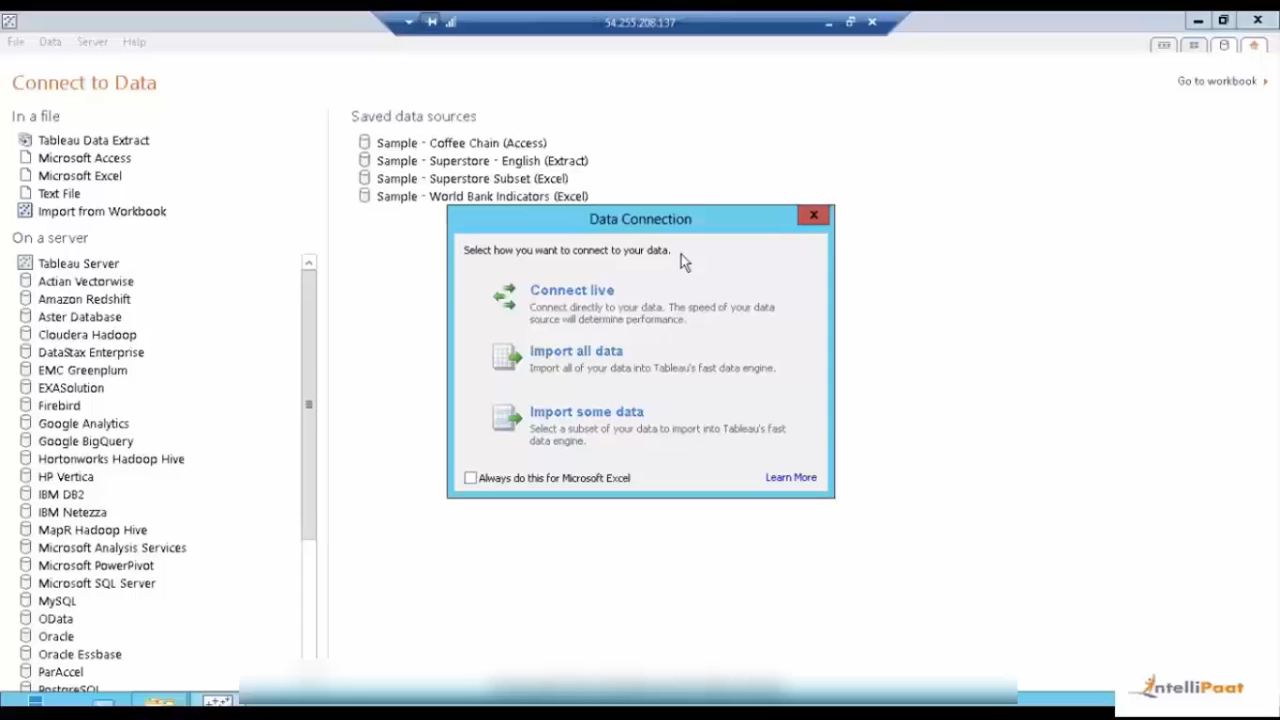 54.255.208.137
File Data Server Help
Connect to Data
Go to workbook
In a file
Tableau Data Extract
Microsoft Access
Microsoft Excel
Text File
Import from Workbook
On a server
Tableau Server
Actian Vectorwise
Amazon Redshift
Aster Database
Cloudera Hadoop
DataStax Enterprise
EMC Greenplum
EXASolution
Firebird
Google Analytics
Google BigQuery
Hortonworks Hadoop Hive
HP Vertica
IBM DB2
IBM Netezza
MapR Hadoop Hive
Microsoft Analysis Services
Microsoft PowerPivot
Microsoft SQL Server
MySQL
OData
Oracle
Oracle Essbase
ParAccel
PostgreSQL
Saved data sources
Sample - Coffee Chain (Access)
Sample - Superstore - English (Extract)
Sample - Superstore Subset (Excel)
Sample - World Bank Indicators (Excel)
Data Connection
Select how you want to connect to your data.
Connect live
Connect directly to your data. The speed of your data
source will determine performance.
Import all data
Import all of your data into Tableau's fast data engine.
Import some data
Select a subset of your data to import into Tableau's fast
data engine.
Always do this for Microsoft Excel
Learn More
IntelliPaat